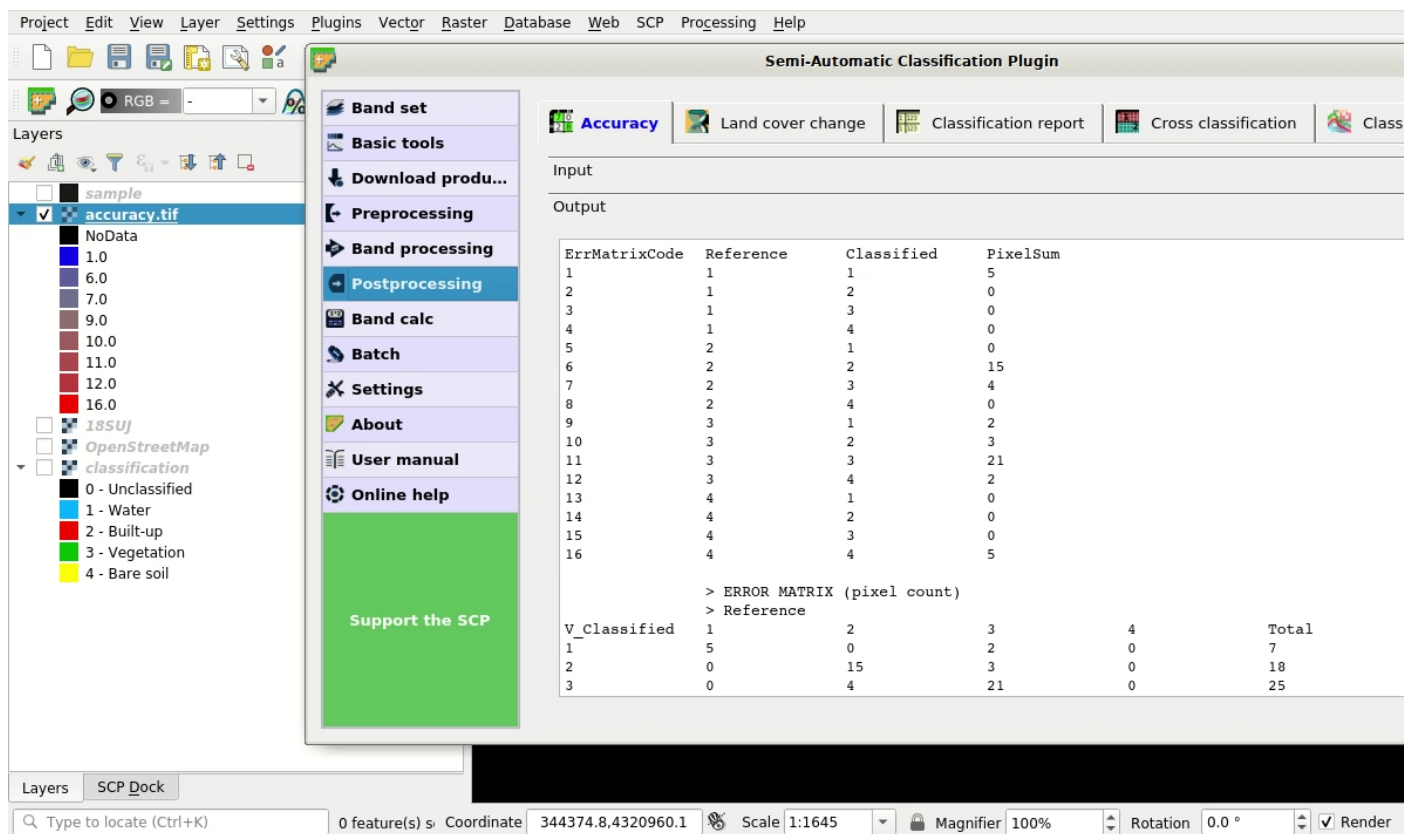 Project Edit View Layer Settings Plugins Vector Raster Database Web SCP Processing Help
Semi-Automatic Classification Plugin
RGB = -
Layers
sample
accuracy.tif
NoData
1.0
6.0
7.0
9.0
10.0
11.0
12.0
16.0
18SUJ
OpenStreetMap
classification
0 - Unclassified
1 - Water
2 - Built-up
3 - Vegetation
4 - Bare soil
Band set
Basic tools
Download produ...
Preprocessing
Band processing
Postprocessing
Band calc
Batch
Settings
About
User manual
Online help
Support the SCP
Accuracy Land cover change Classification report Cross classification Class
Input
Output
ErrMatrixCode Reference Classified PixelSum
1 1 1 5
2 1 2 0
3 1 3 0
4 1 4 0
5 2 1 0
6 2 2 15
7 2 3 4
8 2 4 0
9 3 1 2
10 3 2 3
11 3 3 21
12 3 4 2
13 4 1 0
14 4 2 0
15 4 3 0
16 4 4 5
> ERROR MATRIX (pixel count)
> Reference
V_Classified 1 2 3 4 Total
1 5 0 2 0 7
2 0 15 3 0 18
3 0 4 21 0 25
Layers SCP Dock
Type to locate (Ctrl+K) 0 feature(s) s Coordinate 344374.8,4320960.1 Scale 1:1645 Magnifier 100% Rotation 0.0 ° Render